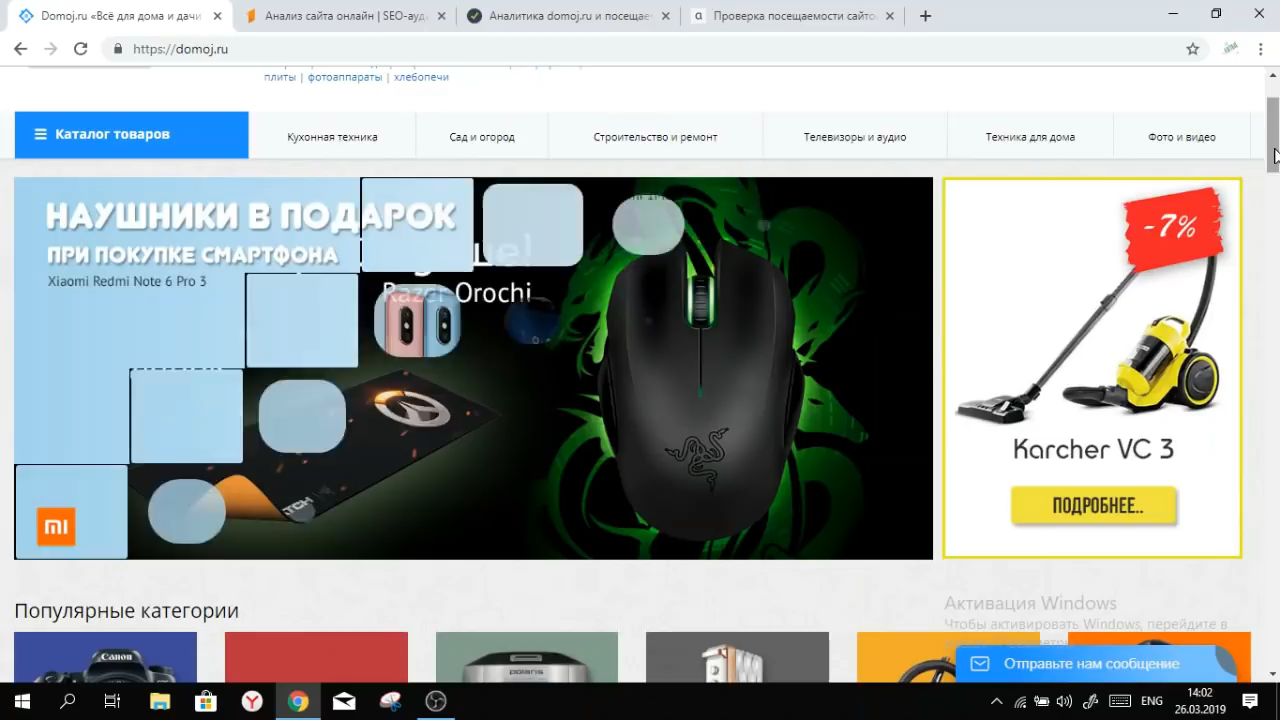 Domoj.ru «Всё для дома и дачи
Анализ сайта онлайн | SEO-ауд
Аналитика domoj.ru и посещае
Проверка посещаемости сайто
https://domoj.ru
плиты | фотоаппараты | хлебопечи
Каталог товаров
Кухонная техника
Сад и огород
Строительство и ремонт
Телевизоры и аудио
Техника для дома
Фото и видео
НАУШНИКИ В ПОДАРОК
ПРИ ПОКУПКЕ СМАРТФОНА
Xiaomi Redmi Note 6 Pro 3
Razer Orochi
-7%
Karcher VC 3
ПОДРОБНЕЕ..
Популярные категории
Canon
polaris
Активация Windows
Чтобы активировать Windows, перейдите в
Отправьте нам сообщение
ENG
14:02
26.03.2019